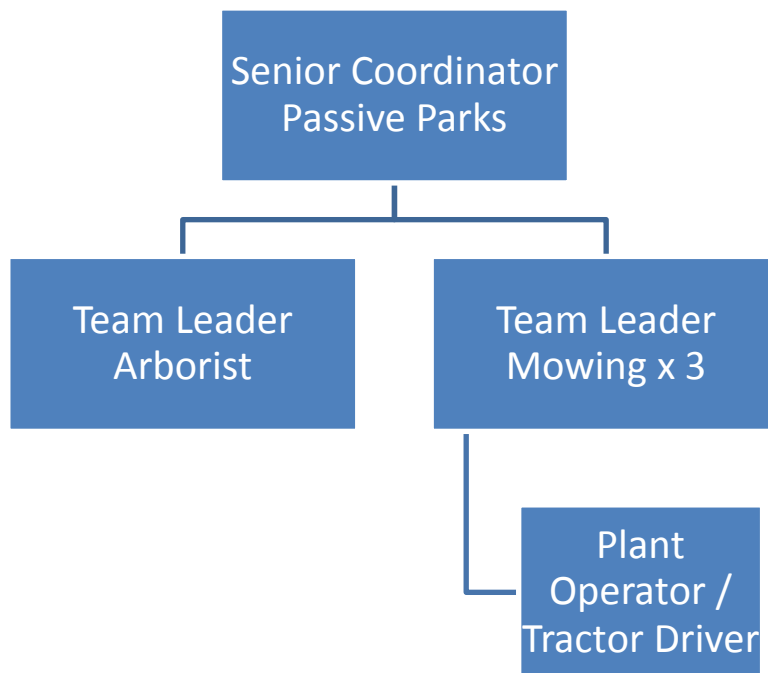 Senior Coordinator
Passive Parks
Team Leader
Arborist
Team Leader
Mowing x 3
Plant
Operator /
Tractor Driver